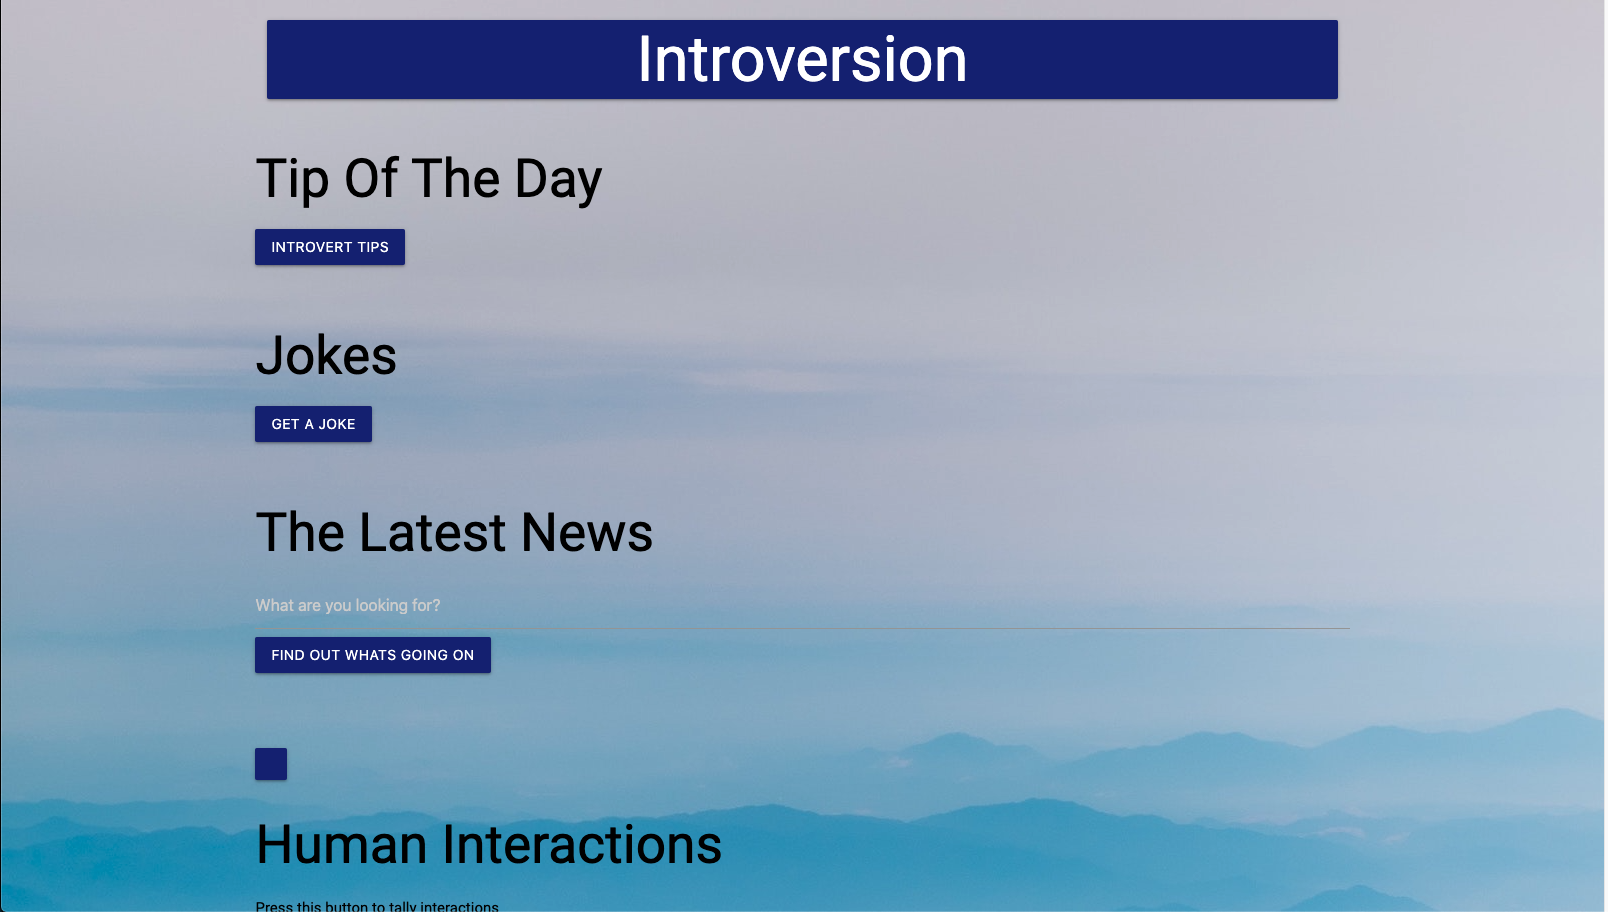 Introversion
Tip Of The Day
INTROVERT TIPS
Jokes
GET A JOKE
The Latest News
What are you looking for?
FIND OUT WHATS GOING ON
Human Interactions
Press this button to tally interactions